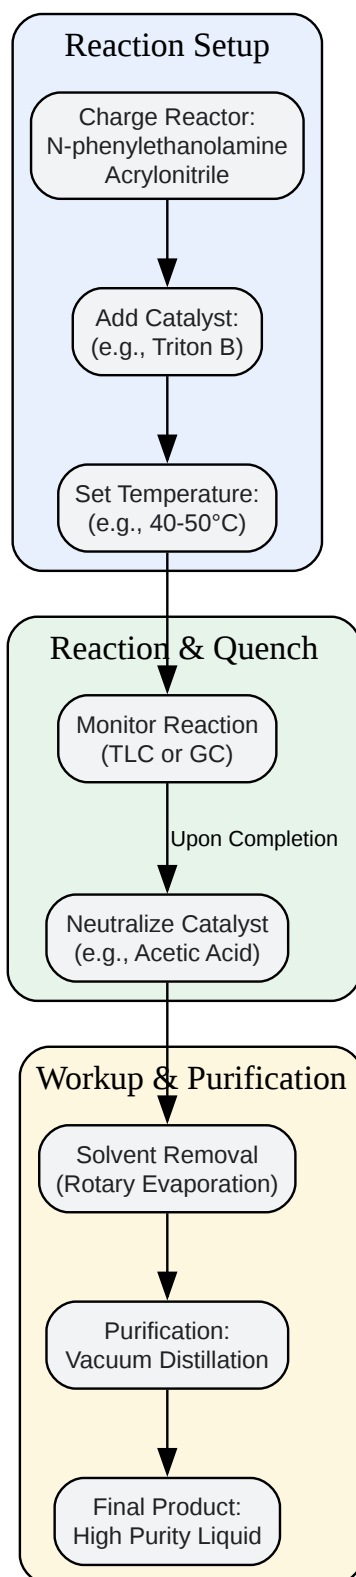 Reaction Setup
Charge Reactor:
N-phenylethanolamine
Acrylonitrile
Add Catalyst:
(e.g., Triton B)
Set Temperature:
(e.g., 40-50°C)
Reaction & Quench
Monitor Reaction
(TLC or GC)
Upon Completion
Neutralize Catalyst
(e.g., Acetic Acid)
Workup & Purification
Solvent Removal
(Rotary Evaporation)
Purification:
Vacuum Distillation
Final Product:
High Purity Liquid